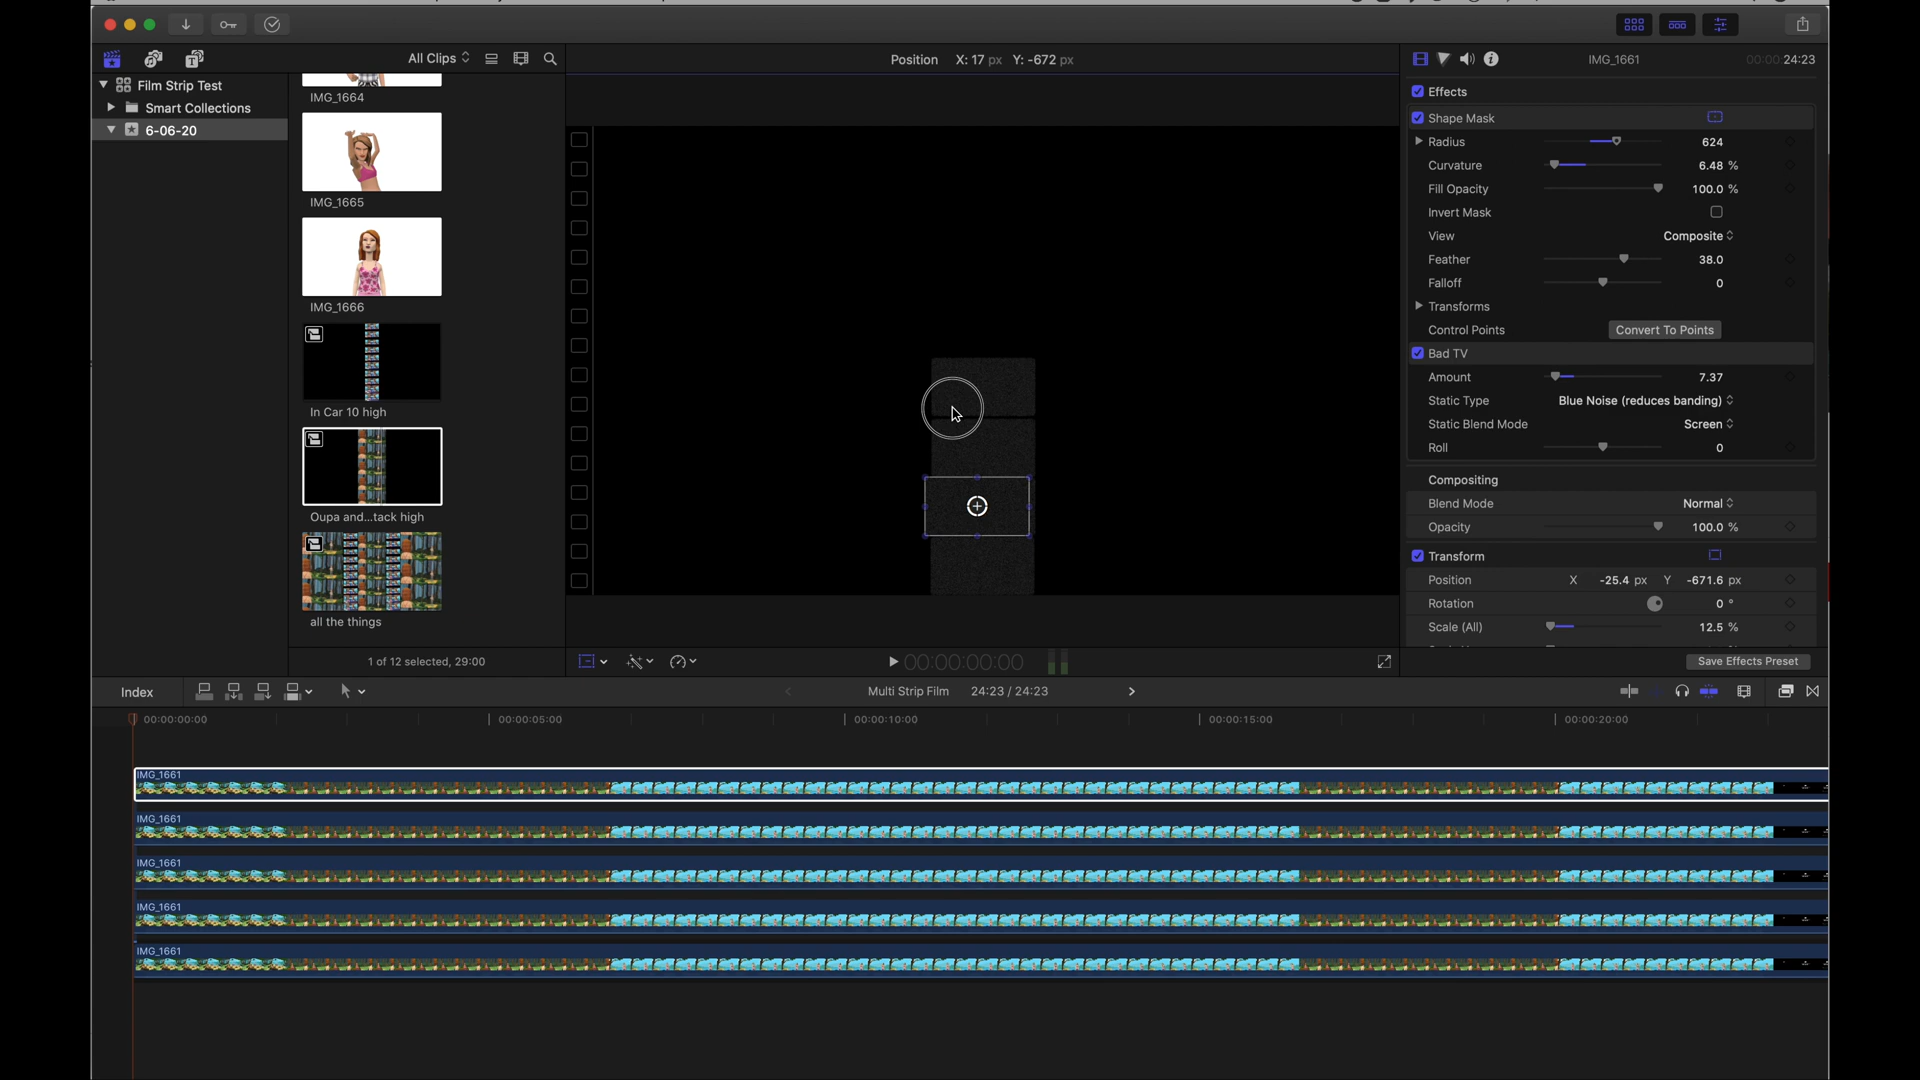 All Clips
Position X: 17 px Y: -672 px
IMG_1661
00:00:24:23
Film Strip Test
Smart Collections
6-06-20
IMG_1664
IMG_1665
IMG_1666
In Car 10 high
Oupa and...tack high
all the things
1 of 12 selected, 29:00
Effects
Shape Mask
Radius 624
Curvature 6.48 %
Fill Opacity 100.0 %
Invert Mask
View Composite
Feather 38.0
Falloff 0
Transforms
Control Points Convert To Points
Bad TV
Amount 7.37
Static Type Blue Noise (reduces banding)
Static Blend Mode Screen
Roll 0
Compositing
Blend Mode Normal
Opacity 100.0 %
Transform
Position X -25.4 px Y -671.6 px
Rotation 0 °
Scale (All) 12.5 %
Save Effects Preset
00:00:00:00
Index
Multi Strip Film 24:23 / 24:23
00:00:00:00 00:00:05:00 00:00:10:00 00:00:15:00 00:00:20:00
IMG_1661
IMG_1661
IMG_1661
IMG_1661
IMG_1661